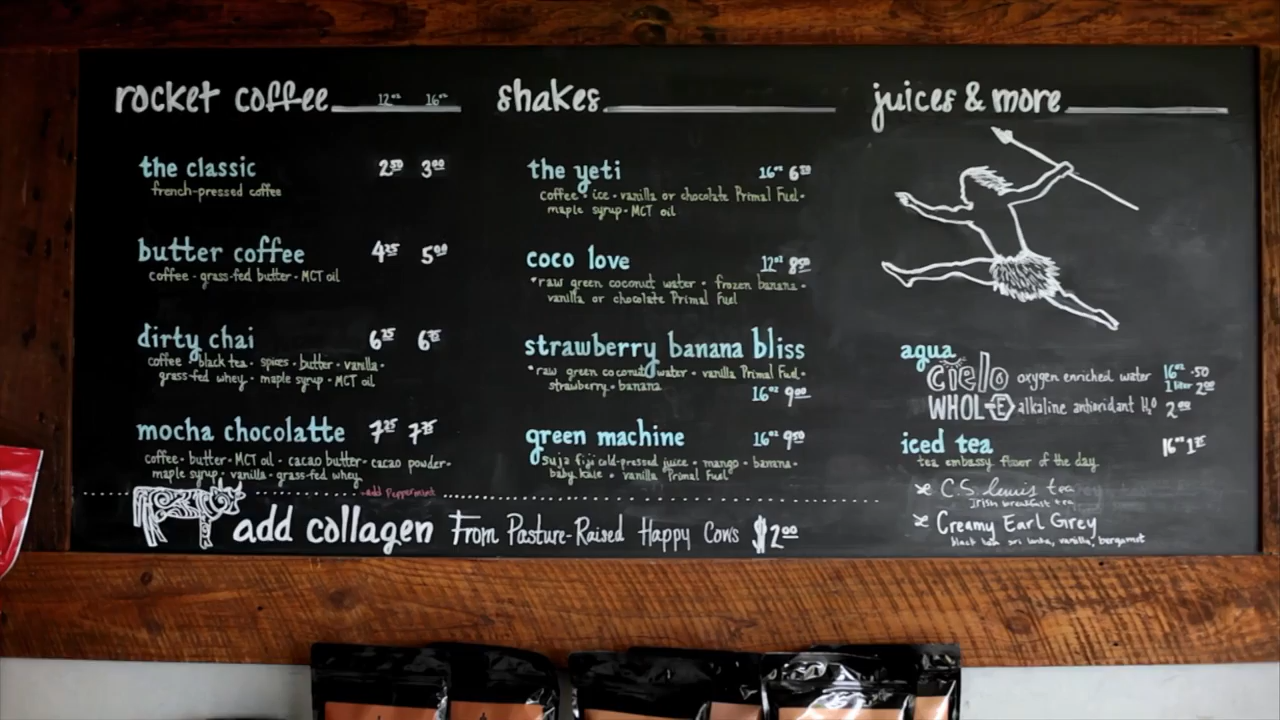 rocket coffee 12oz 16oz
the classic 2.50 3.00
french-pressed coffee
butter coffee 4.25 5.00
coffee · grass-fed butter · MCT oil
dirty chai 6.25 6.75
coffee · black tea · spices · butter · vanilla ·
grass-fed whey · maple syrup · MCT oil
mocha chocolatte 7.25 7.75
coffee · butter · MCT oil · cacao butter · cacao powder ·
maple syrup · vanilla · grass-fed whey
add Peppermint
shakes
the yeti 16oz 6.50
coffee · ice · vanilla or chocolate Primal Fuel ·
maple syrup · MCT oil
coco love 12oz 8.00
*raw green coconut water · frozen banana ·
vanilla or chocolate Primal Fuel
strawberry banana bliss
*raw green coconut water · vanilla Primal Fuel ·
strawberry · banana
16oz 9.00
green machine 16oz 9.50
suja fiji cold-pressed juice · mango · banana ·
baby kale · vanilla Primal Fuel
add collagen From Pasture-Raised Happy Cows $2.00
juices & more
agua
cielo oxygen enriched water 16oz .50
1 liter 2.00
WHOL-E alkaline antioxidant H2O 2.00
iced tea 16oz 1.75
tea embassy flavor of the day
C.S. lewis tea
Irish breakfast tea
Creamy Earl Grey
black tea sri lanka, vanilla, bergamot